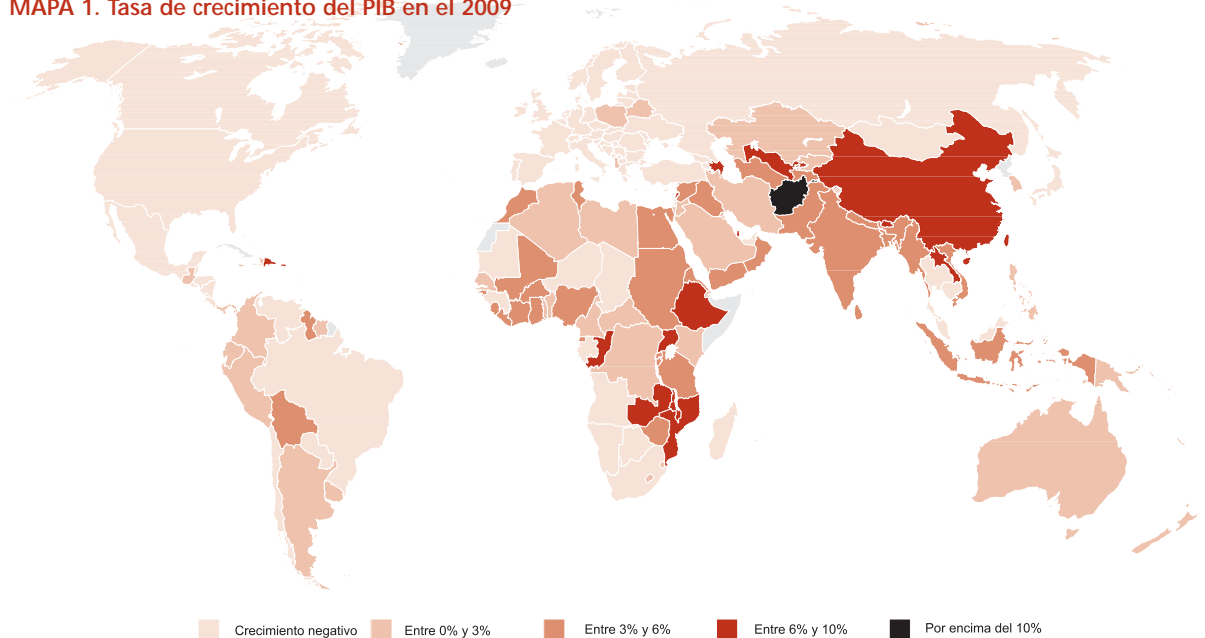 MAPA 1. Tasa de crecimiento del PIB en el 2009
Crecimiento negativo
Entre 0% y 3%
Entre 3% y 6%
Entre 6% y 10%
Por encima del 10%